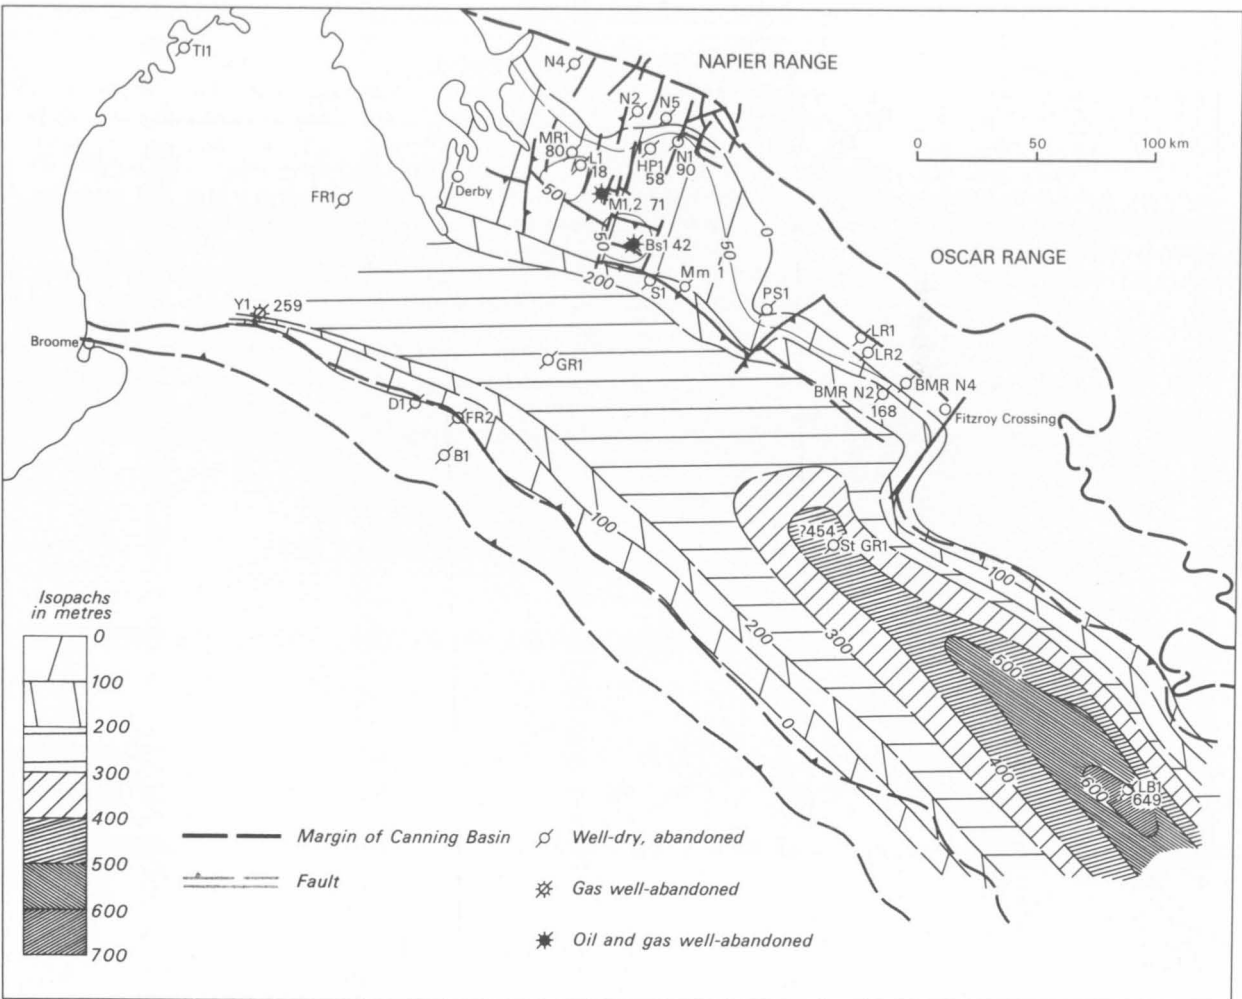 TI1
N4
NAPIER RANGE
N2
N5
0
50
100 km
MR1
80
L1
18
HP1
58
N1
90
Derby
50
FR1
M1,2 71
0
50
50
Bs1 42
OSCAR RANGE
200
S1
Mm 1
Y1
259
PS1
Broome
LR1
LR2
GR1
BMR N2
168
BMR N4
Fitzroy Crossing
D1
FR2
B1
100
?454
St GR1
100
200
300
500
0
400
600
LB1
649
Isopachs
in metres
0
100
200
300
400
500
600
700
Margin of Canning Basin
Fault
Well-dry, abandoned
Gas well-abandoned
Oil and gas well-abandoned